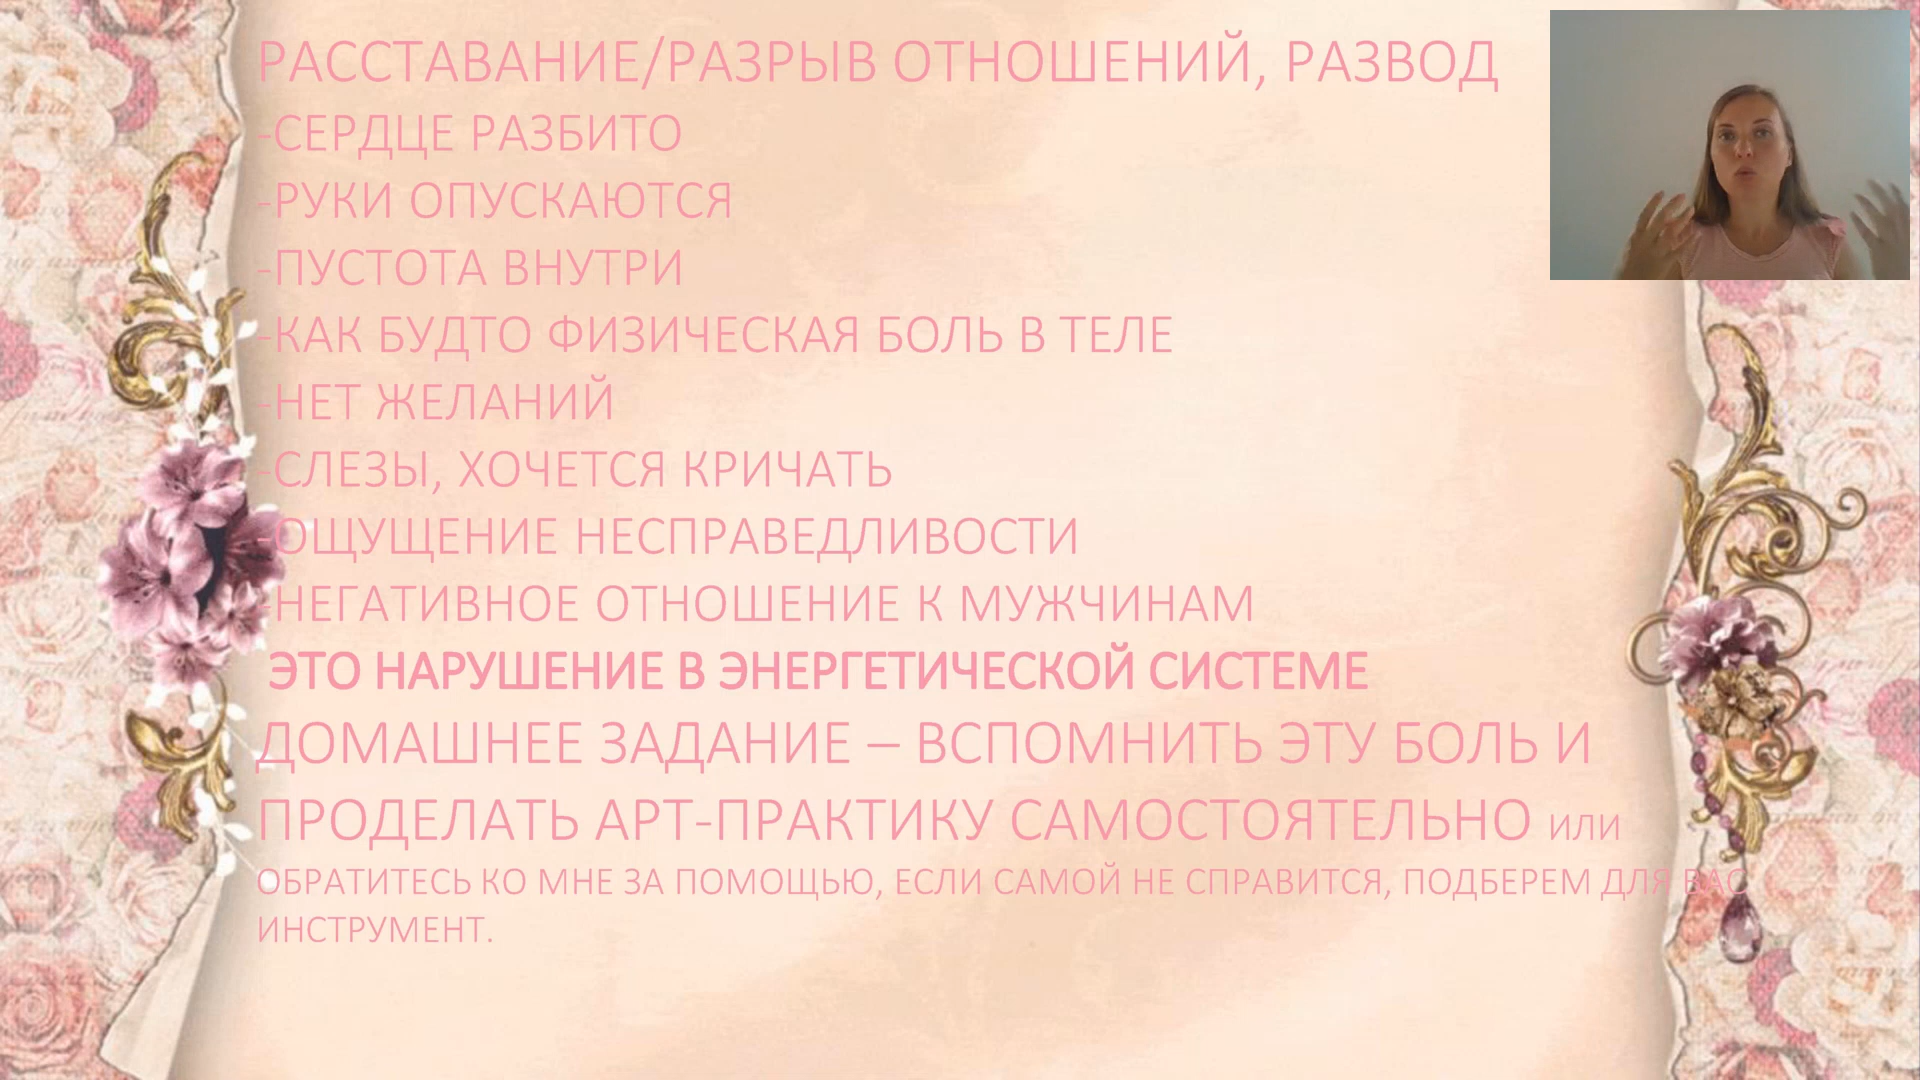 РАССТАВАНИЕ/РАЗРЫВ ОТНОШЕНИЙ, РАЗВОД
-СЕРДЦЕ РАЗБИТО
-РУКИ ОПУСКАЮТСЯ
-ПУСТОТА ВНУТРИ
-КАК БУДТО ФИЗИЧЕСКАЯ БОЛЬ В ТЕЛЕ
-НЕТ ЖЕЛАНИЙ
-СЛЕЗЫ, ХОЧЕТСЯ КРИЧАТЬ
-ОЩУЩЕНИЕ НЕСПРАВЕДЛИВОСТИ
-НЕГАТИВНОЕ ОТНОШЕНИЕ К МУЖЧИНАМ
ЭТО НАРУШЕНИЕ В ЭНЕРГЕТИЧЕСКОЙ СИСТЕМЕ
ДОМАШНЕЕ ЗАДАНИЕ – ВСПОМНИТЬ ЭТУ БОЛЬ И
ПРОДЕЛАТЬ АРТ-ПРАКТИКУ САМОСТОЯТЕЛЬНО ИЛИ
ОБРАТИТЕСЬ КО МНЕ ЗА ПОМОЩЬЮ, ЕСЛИ САМОЙ НЕ СПРАВИТСЯ, ПОДБЕРЕМ ДЛЯ ВАС
ИНСТРУМЕНТ.